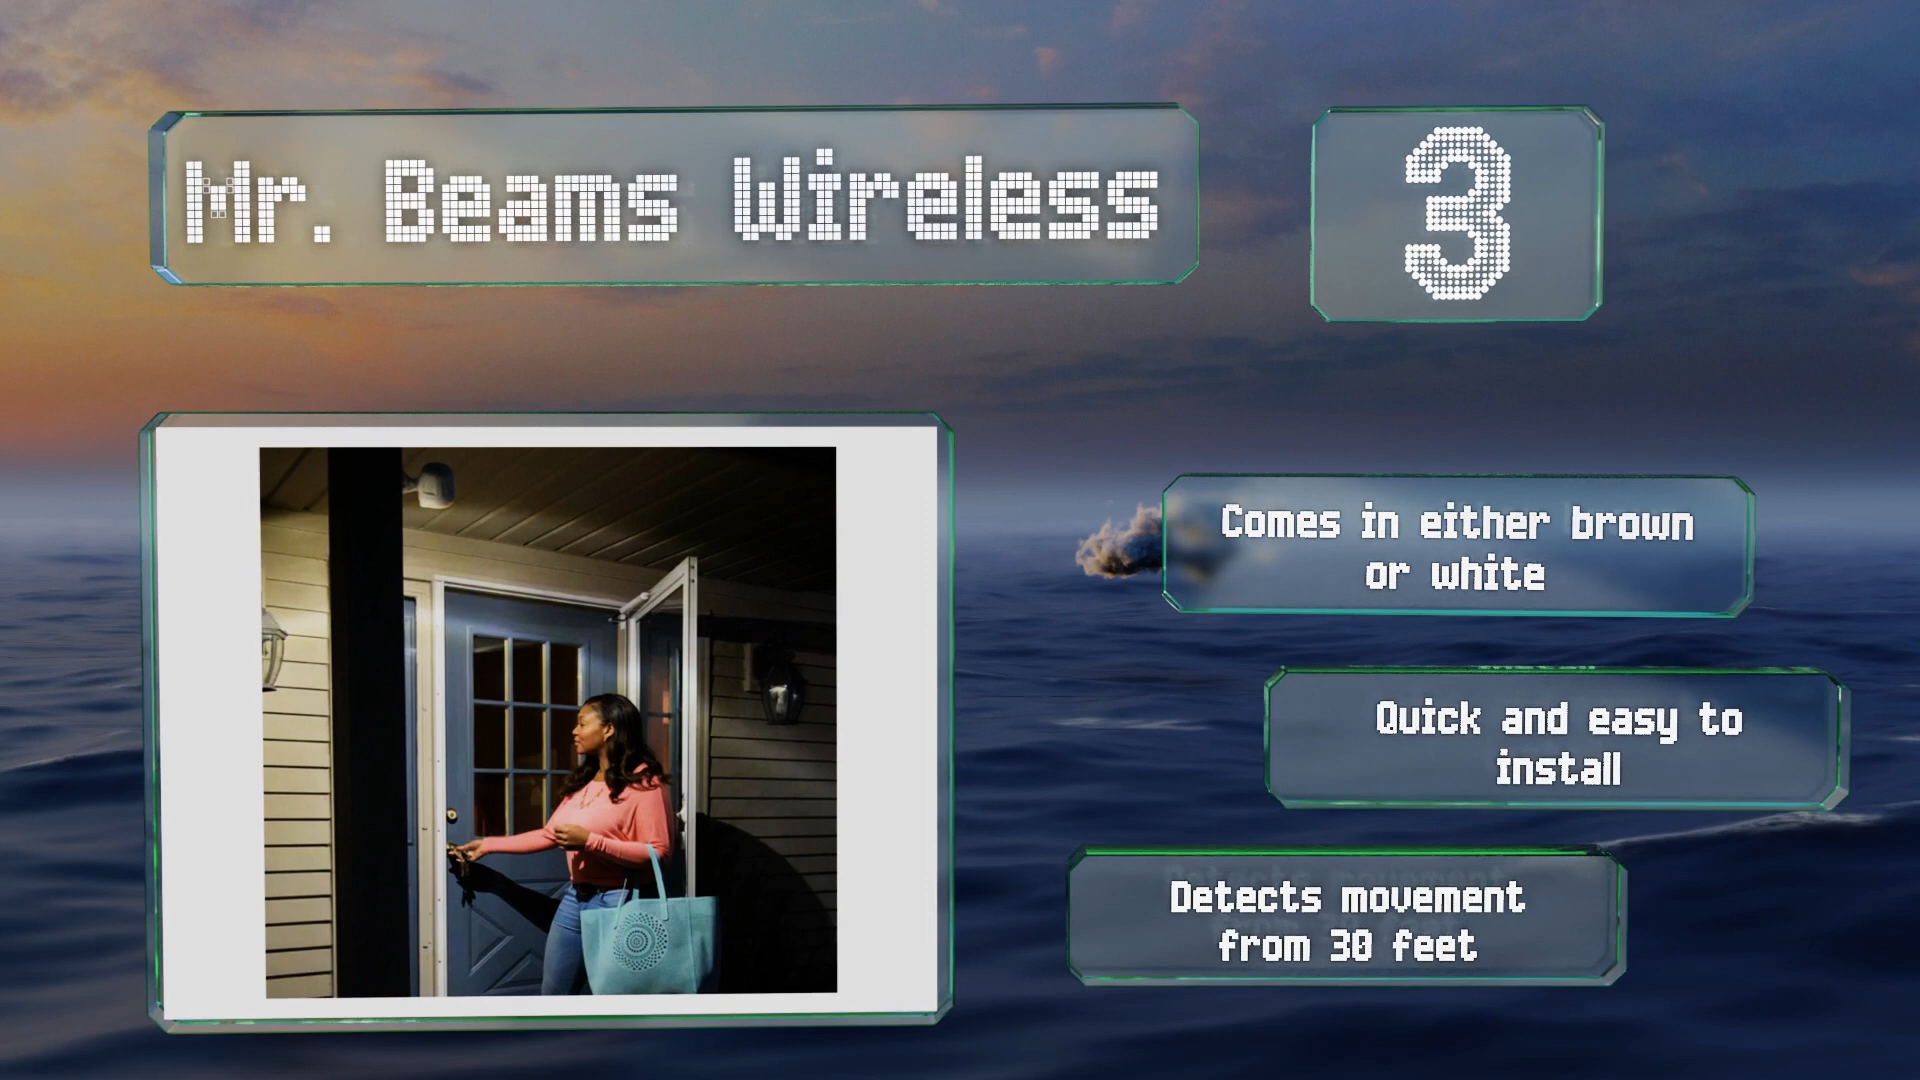 Mr. Beams Wireless
3
Comes in either brown
or white
Quick and easy to
install
Detects movement
from 30 feet